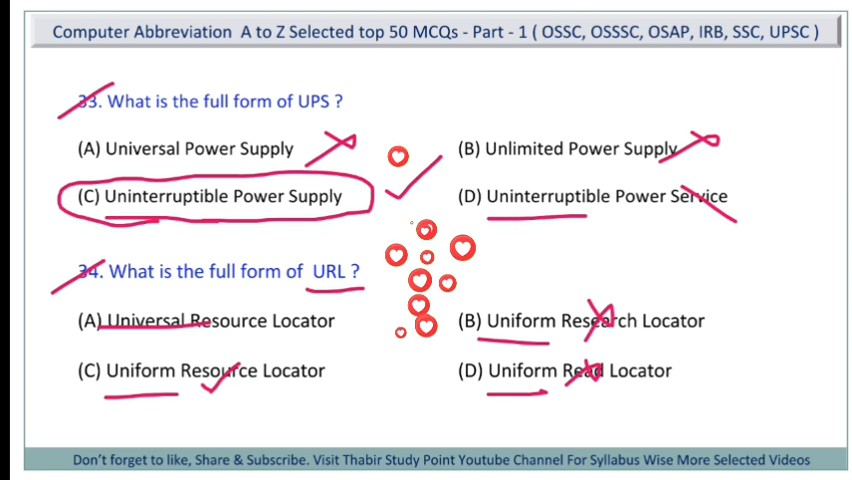 Computer Abbreviation A to Z Selected top 50 MCQs - Part - 1 ( OSSC, OSSSC, OSAP, IRB, SSC, UPSC )
33. What is the full form of UPS ?
(A) Universal Power Supply
(B) Unlimited Power Supply
(C) Uninterruptible Power Supply
(D) Uninterruptible Power Service
34. What is the full form of URL ?
(A) Universal Resource Locator
(B) Uniform Research Locator
(C) Uniform Resource Locator
(D) Uniform Read Locator
Don't forget to like, Share & Subscribe. Visit Thabir Study Point Youtube Channel For Syllabus Wise More Selected Videos